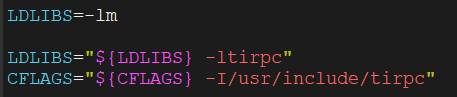 LDLIBS=-lm
LDLIBS="${LDLIBS} -ltirpc"
CFLAGS="${CFLAGS} -I/usr/include/tirpc"